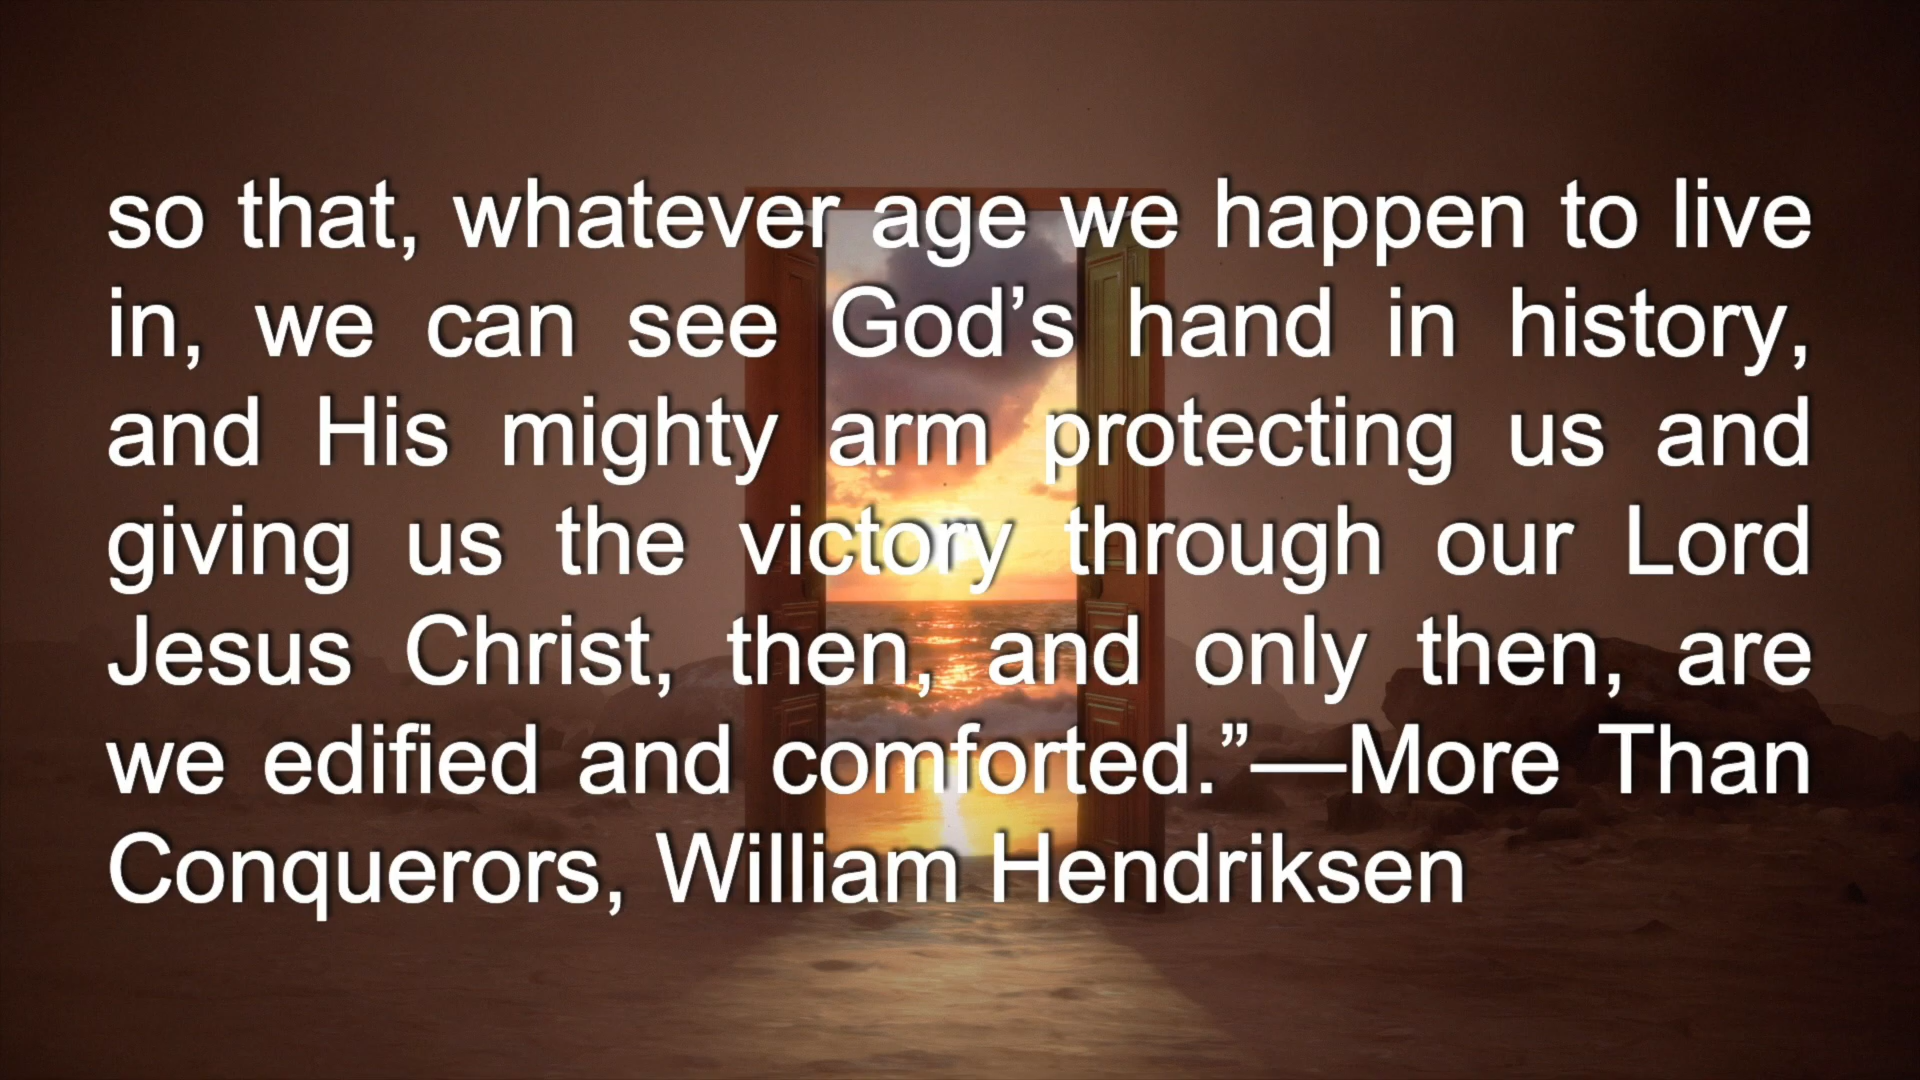 so that, whatever age we happen to live
in, we can see God’s hand in history,
and His mighty arm protecting us and
giving us the victory through our Lord
Jesus Christ, then, and only then, are
we edified and comforted.”—More Than
Conquerors, William Hendriksen